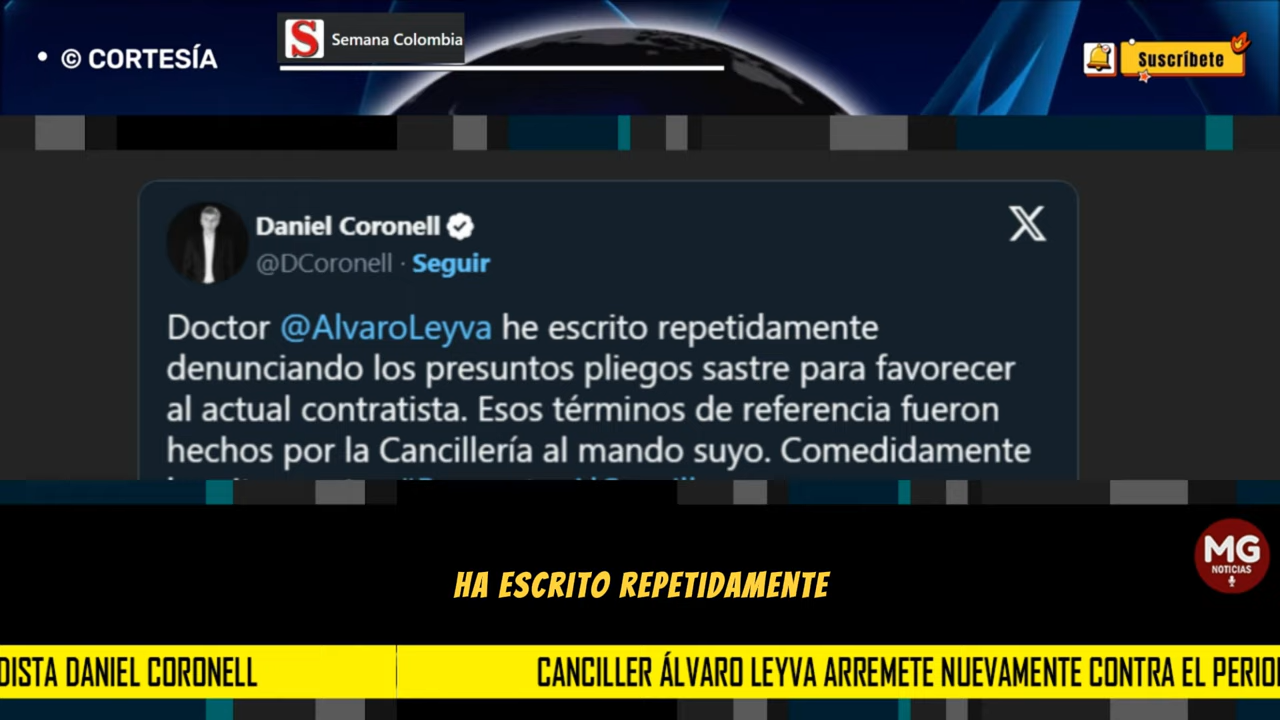 • © CORTESÍA
S Semana Colombia
Suscríbete
Daniel Coronell
@DCoronell · Seguir
Doctor @AlvaroLeyva he escrito repetidamente
denunciando los presuntos pliegos sastre para favorecer
al actual contratista. Esos términos de referencia fueron
hechos por la Cancillería al mando suyo. Comedidamente
MG
NOTICIAS
HA ESCRITO REPETIDAMENTE
DISTA DANIEL CORONELL
CANCILLER ÁLVARO LEYVA ARREMETE NUEVAMENTE CONTRA EL PERIO